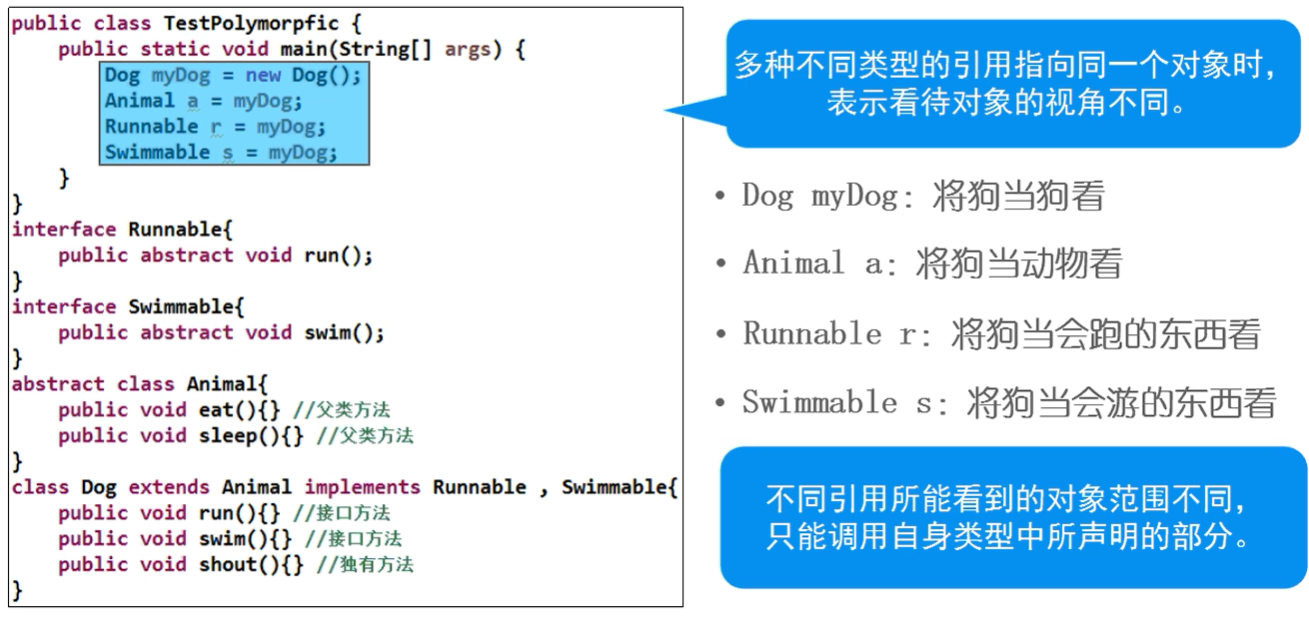 public class TestPolymorpfic {
public static void main(String[] args) {
Dog myDog = new Dog();
Animal a = myDog;
Runnable r = myDog;
Swimmable s = myDog;
}
}
interface Runnable{
public abstract void run();
}
interface Swimmable{
public abstract void swim();
}
abstract class Animal{
public void eat(){} //父类方法
public void sleep(){} //父类方法
}
class Dog extends Animal implements Runnable , Swimmable{
public void run(){} //接口方法
public void swim(){} //接口方法
public void shout(){} //独有方法
}
多种不同类型的引用指向同一个对象时，
表示看待对象的视角不同。
• Dog myDog: 将狗当狗看
• Animal a: 将狗当动物看
• Runnable r: 将狗当会跑的东西看
• Swimmable s: 将狗当会游的东西看
不同引用所能看到的对象范围不同，
只能调用自身类型中所声明的部分。